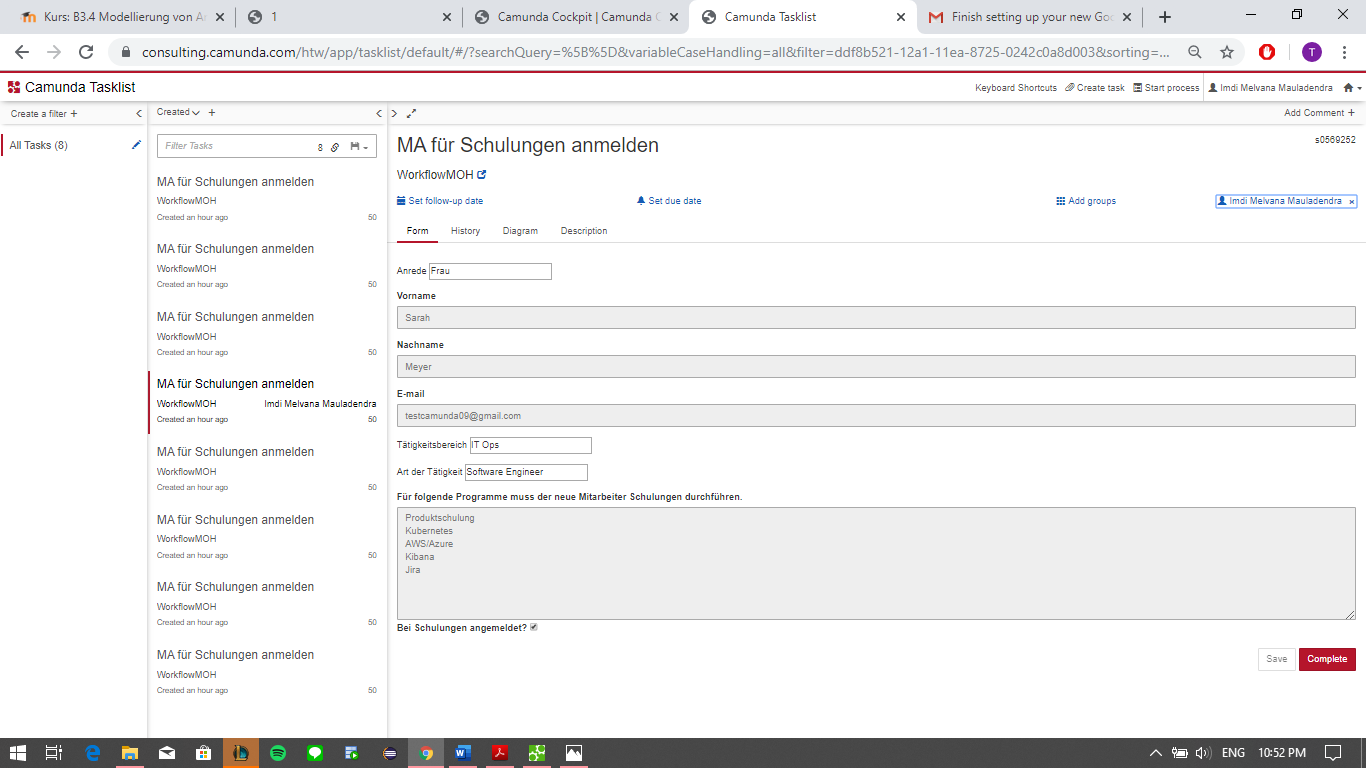 Kurs: B3.4 Modellierung von A
1
Camunda Cockpit | Camunda C
Camunda Tasklist
Finish setting up your new Goo
consulting.camunda.com/htw/app/tasklist/default/#/?searchQuery=%5B%5D&variableCaseHandling=all&filter=ddf8b521-12a1-11ea-8725-0242c0a8d003&sorting=...
T
Camunda Tasklist
Keyboard Shortcuts
Create task
Start process
Imdi Melvana Mauladendra
Create a filter +
Created
Add Comment +
All Tasks (8)
Filter Tasks
8
MA für Schulungen anmelden
WorkflowMOH
Created an hour ago
50
MA für Schulungen anmelden
WorkflowMOH
Created an hour ago
50
MA für Schulungen anmelden
WorkflowMOH
Created an hour ago
50
MA für Schulungen anmelden
WorkflowMOH
Imdi Melvana Mauladendra
Created an hour ago
50
MA für Schulungen anmelden
WorkflowMOH
Created an hour ago
50
MA für Schulungen anmelden
WorkflowMOH
Created an hour ago
50
MA für Schulungen anmelden
WorkflowMOH
Created an hour ago
50
MA für Schulungen anmelden
WorkflowMOH
Created an hour ago
50
MA für Schulungen anmelden
s0569252
WorkflowMOH
Set follow-up date
Set due date
Add groups
Imdi Melvana Mauladendra ×
Form
History
Diagram
Description
Anrede Frau
Vorname
Sarah
Nachname
Meyer
E-mail
testcamunda09@gmail.com
Tätigkeitsbereich IT Ops
Art der Tätigkeit Software Engineer
Für folgende Programme muss der neue Mitarbeiter Schulungen durchführen.
Produktschulung
Kubernetes
AWS/Azure
Kibana
Jira
Bei Schulungen angemeldet?
Save
Complete
ENG
10:52 PM